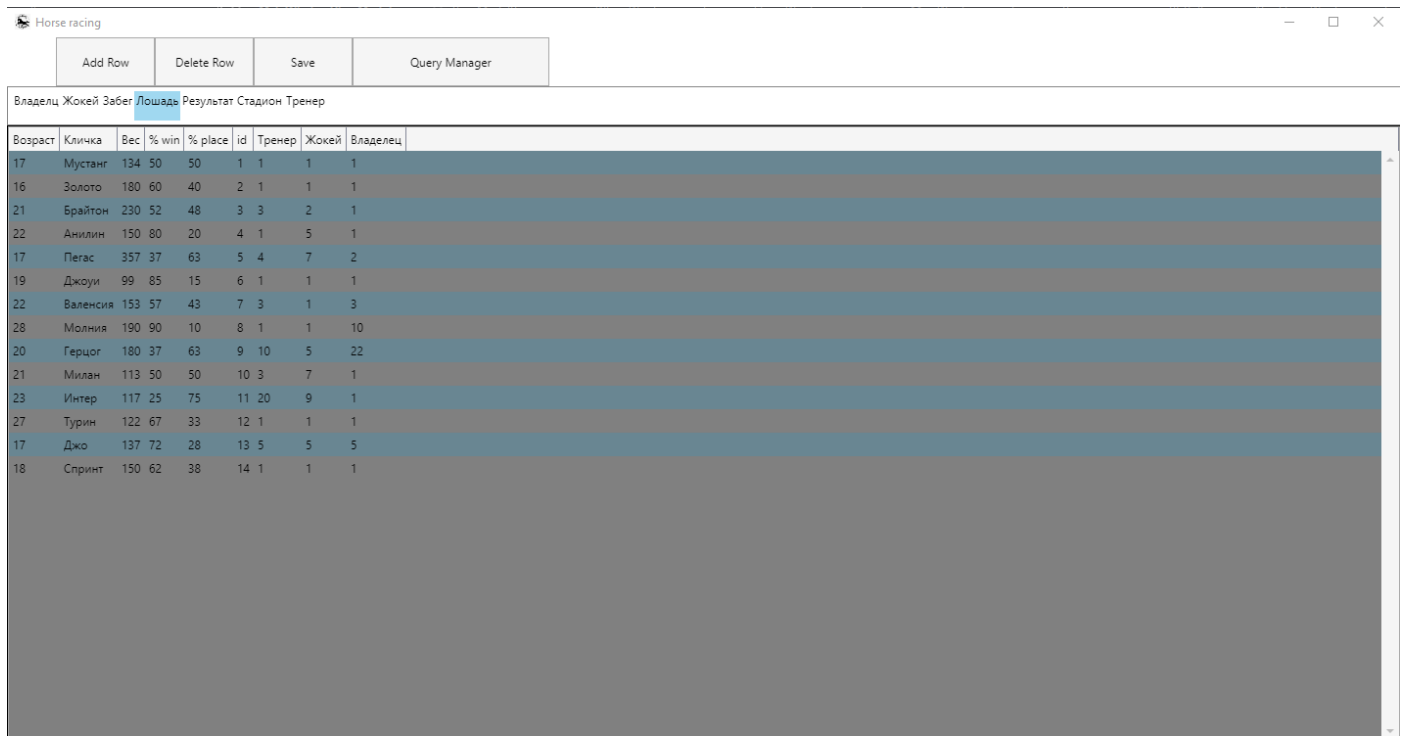 Horse racing
Add Row Delete Row Save Query Manager
Владелц Жокей Забег Лошадь Результат Стадион Тренер
Возраст Кличка Вес % win % place id Тренер Жокей Владелец
17 Мустанг 134 50 50 1 1 1 1
16 Золото 180 60 40 2 1 1 1
21 Брайтон 230 52 48 3 3 2 1
22 Анилин 150 80 20 4 1 5 1
17 Пегас 357 37 63 5 4 7 2
19 Джоуи 99 85 15 6 1 1 1
22 Валенсия 153 57 43 7 3 1 3
28 Молния 190 90 10 8 1 1 10
20 Герцог 180 37 63 9 10 5 22
21 Милан 113 50 50 10 3 7 1
23 Интер 117 25 75 11 20 9 1
27 Турин 122 67 33 12 1 1 1
17 Джо 137 72 28 13 5 5 5
18 Спринт 150 62 38 14 1 1 1